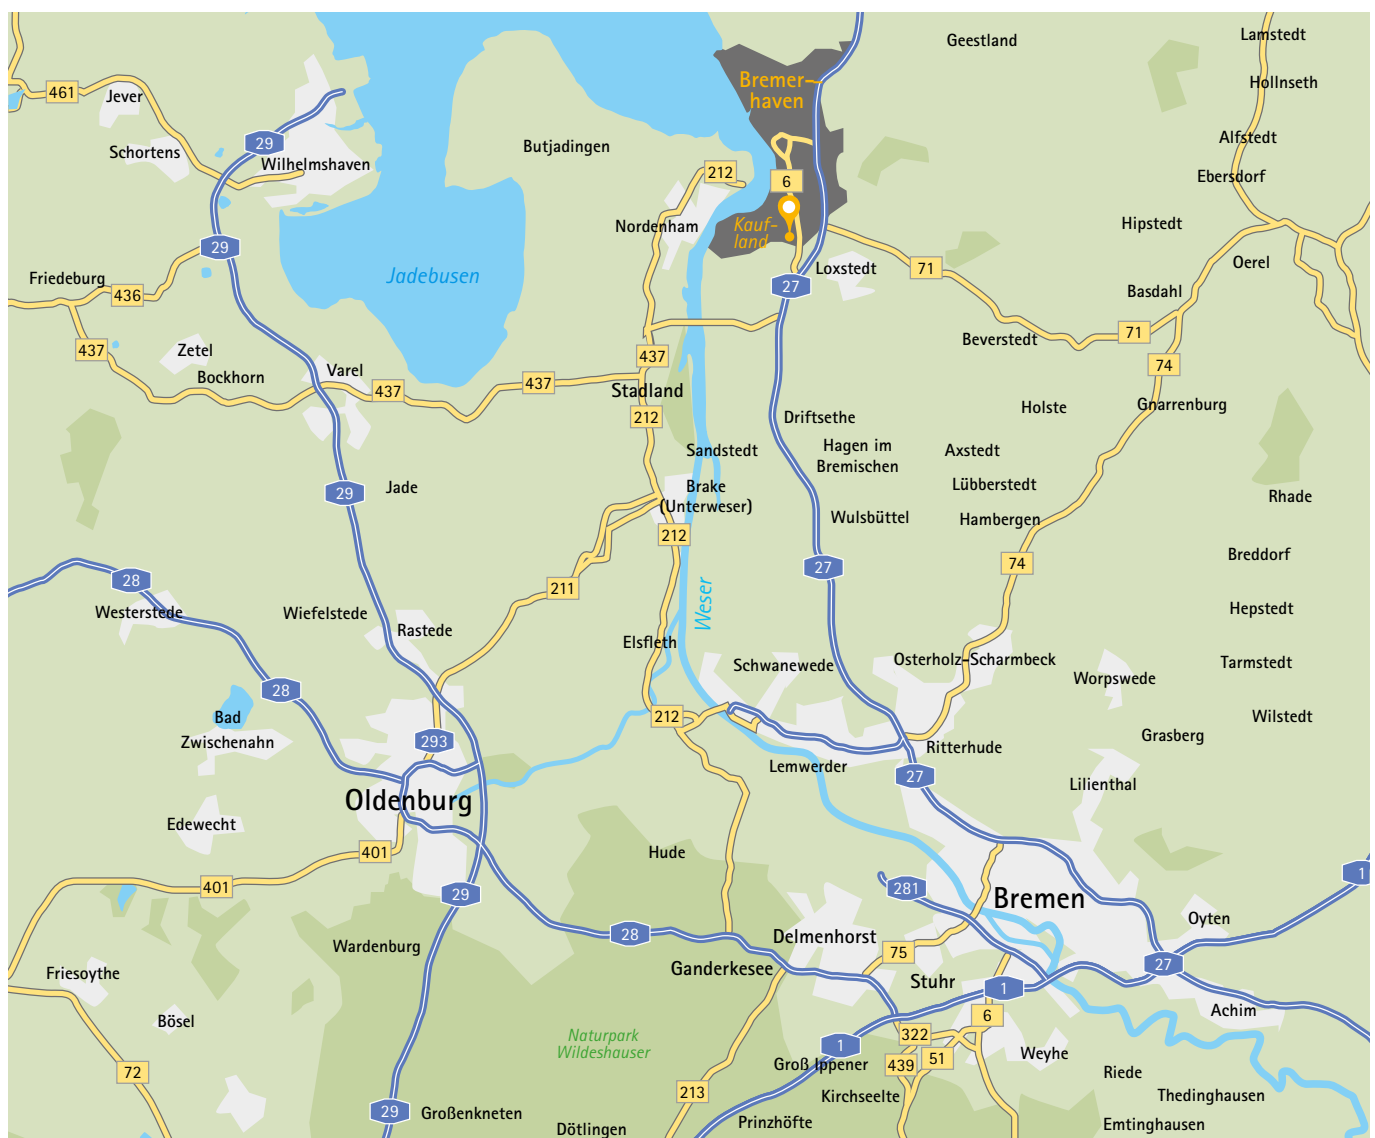 Geestland
Lamstedt
Bremer-
haven
461
Jever
Hollnseth
29
Butjadingen
Alfstedt
Schortens
Wilhelmshaven
212
6
Ebersdorf
Nordenham
Kauf-
land
Hipstedt
29
Friedeburg
436
Jadebusen
Loxstedt
71
Oerel
27
Basdahl
437
Zetel
Bockhorn
Varel
437
437
437
Beverstedt
71
74
Stadland
212
Driftsethe
Holste
Gnarrenburg
Sandstedt
Hagen im
Bremischen
Axstedt
29
Jade
Brake
(Unterweser)
Lübberstedt
Rhade
Wulsbüttel
Hambergen
212
28
211
27
74
Breddorf
Westerstede
Wiefelstede
Rastede
Weser
Hepstedt
Elsfleth
Schwanewede
Osterholz-Scharmbeck
Tarmstedt
Worpswede
28
Bad
Zwischenahn
212
Wilstedt
293
Grasberg
Ritterhude
Lemwerder
27
Lilienthal
Oldenburg
Edewecht
401
Hude
401
29
281
Bremen
1
Oyten
28
Wardenburg
Delmenhorst
75
Ganderkesee
27
Friesoythe
Stuhr
1
Achim
Bösel
6
Naturpark
Wildeshauser
322
1
51
Weyhe
Groß Ippener
439
72
213
Kirchseelte
Riede
Thedinghausen
29
Großenkneten
Dötlingen
Prinzhöfte
Emtinghausen